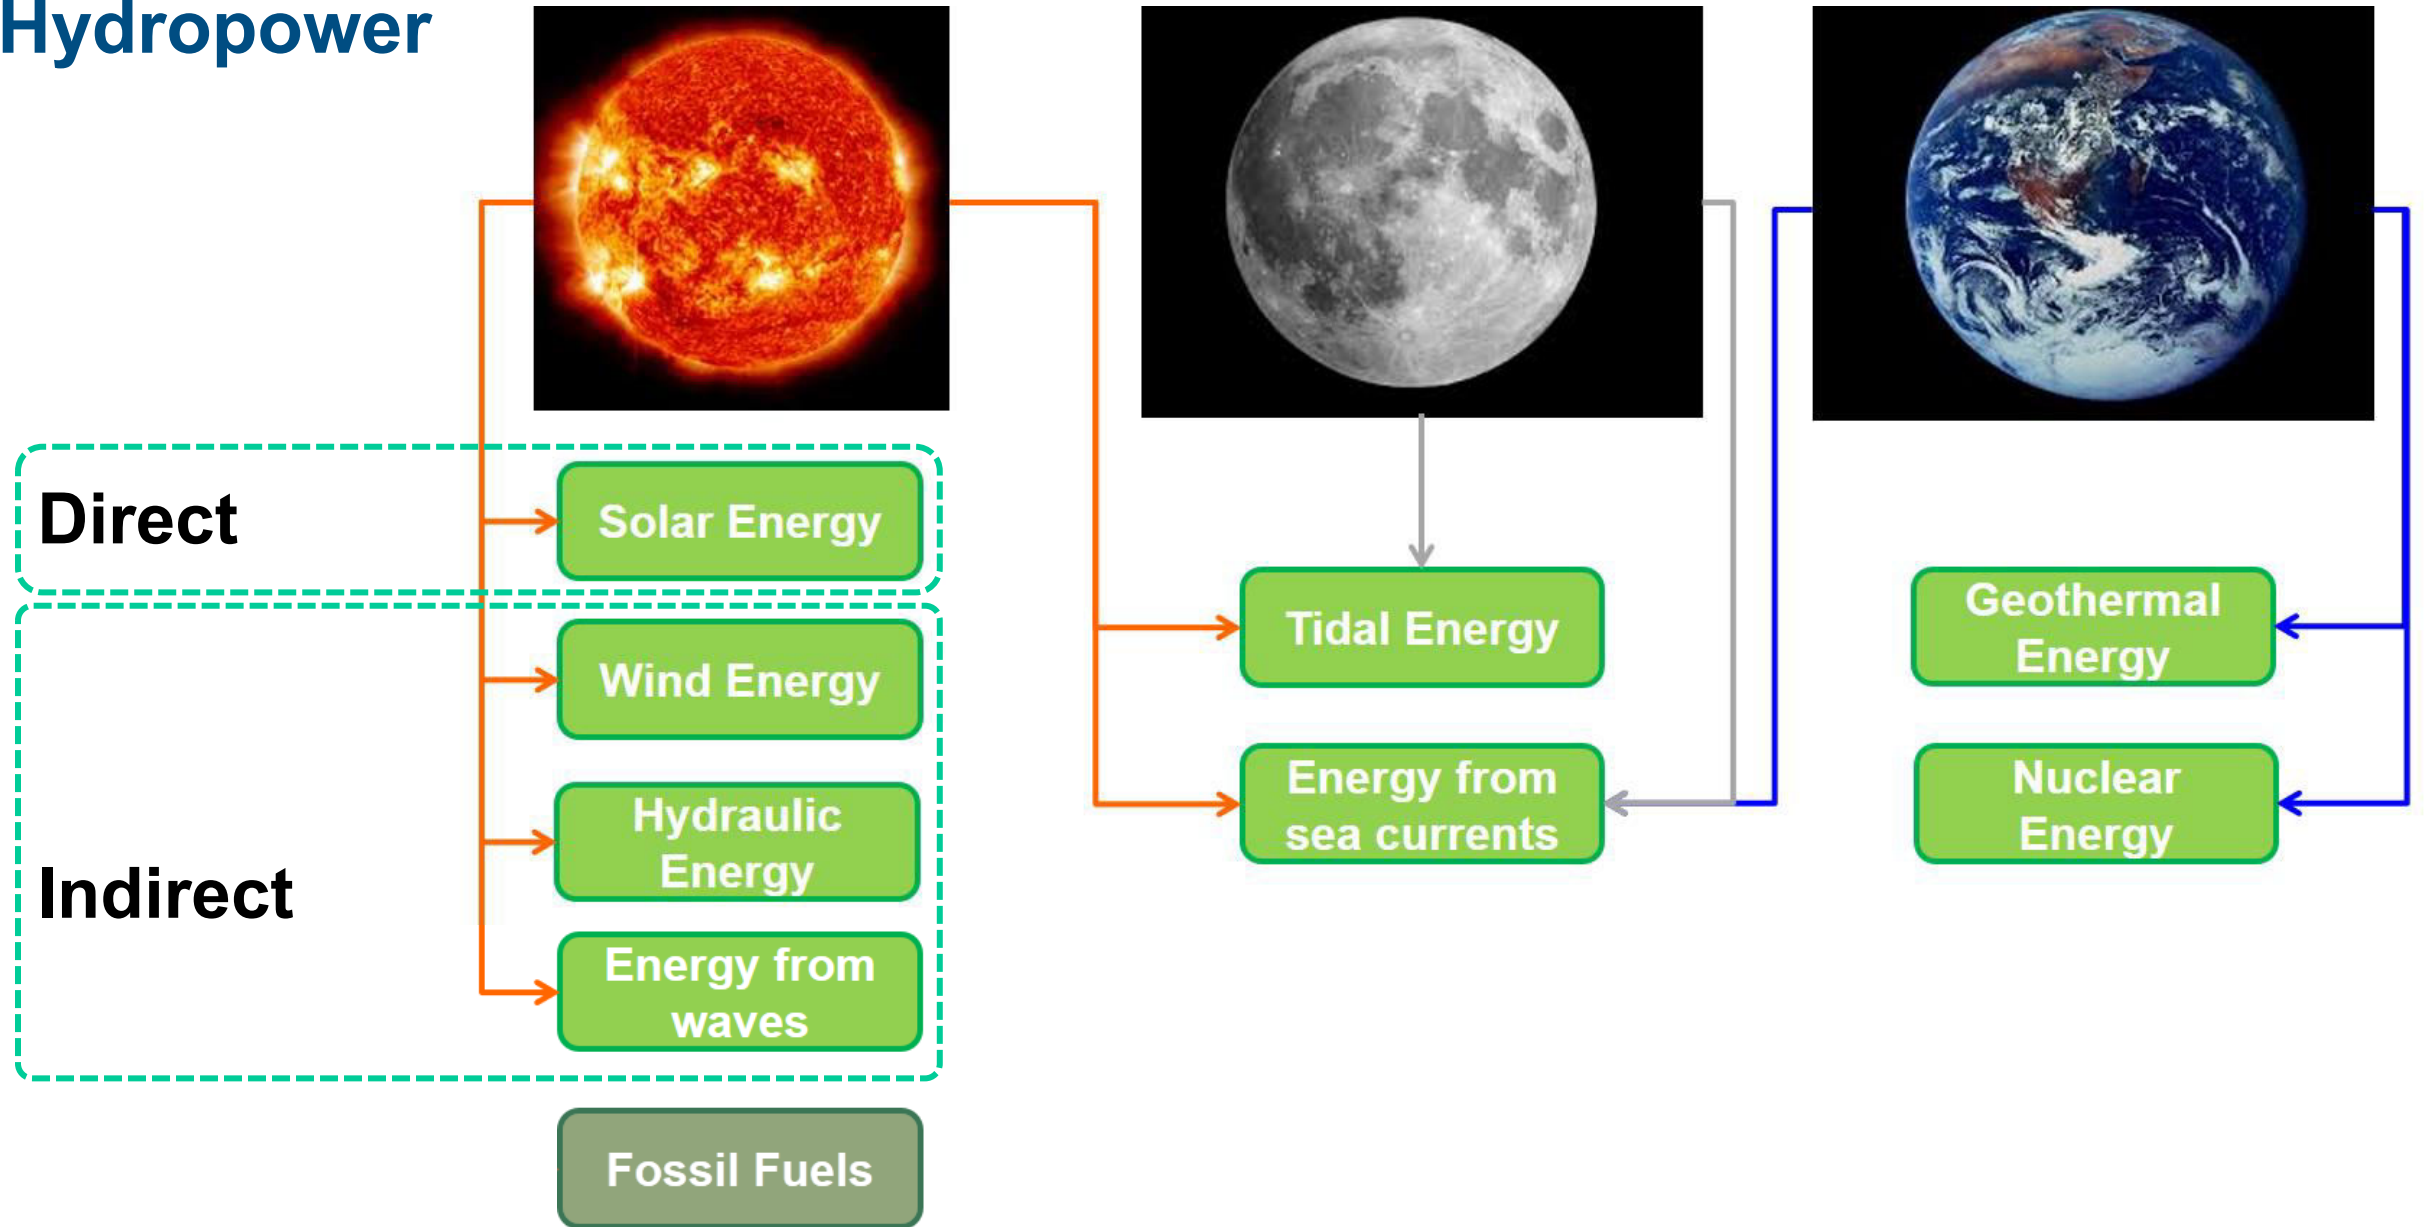 Hydropower
Direct
Solar Energy
Indirect
Wind Energy
Hydraulic
Energy
Energy from
waves
Fossil Fuels
Tidal Energy
Energy from
sea currents
Geothermal
Energy
Nuclear
Energy